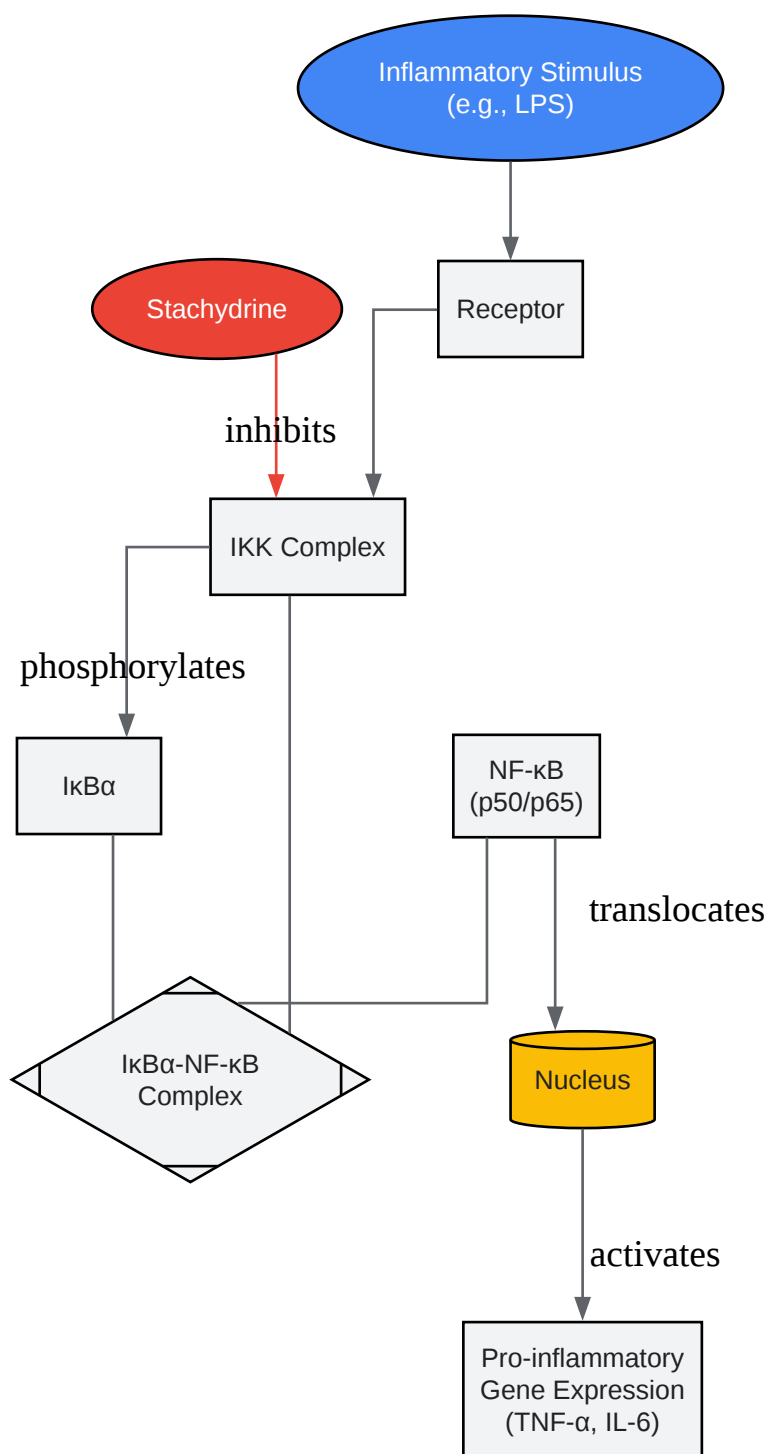 Inflammatory Stimulus
(e.g., LPS)
Stachydrine
Receptor
inhibits
IKK Complex
phosphorylates
IκBα
NF-κB
(p50/p65)
translocates
IκBα-NF-κB
Complex
Nucleus
activates
Pro-inflammatory
Gene Expression
(TNF-α, IL-6)